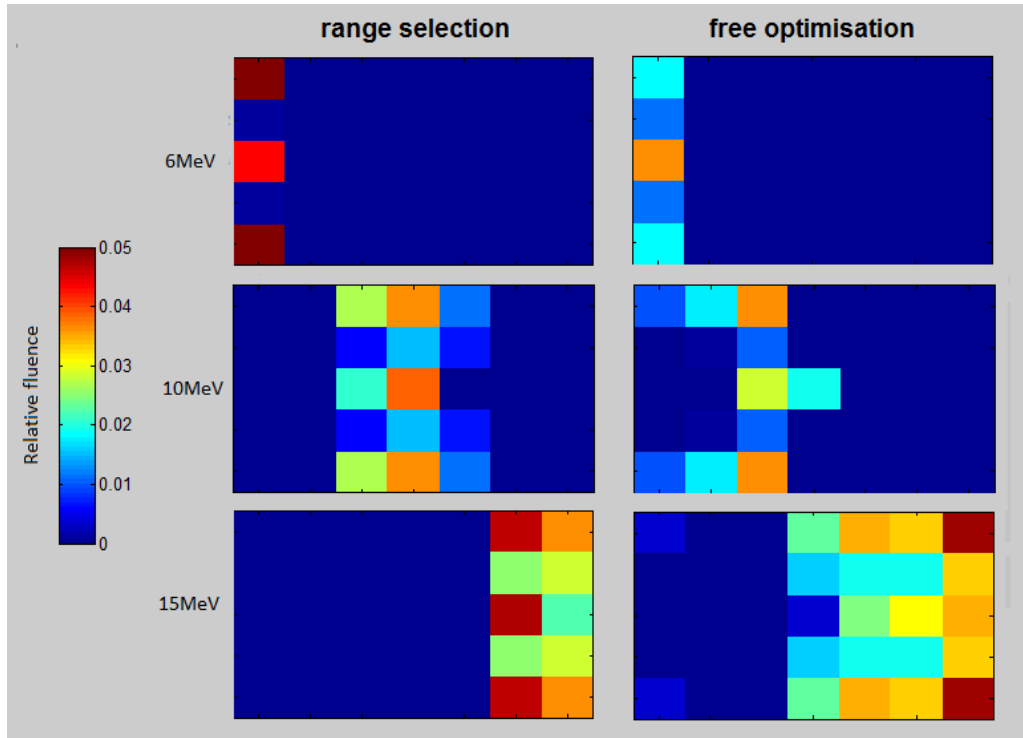 range selection free optimisation
6MeV
0.05
0.04
10MeV
0.03
Relative fluence
0.02
0.01
0
15MeV